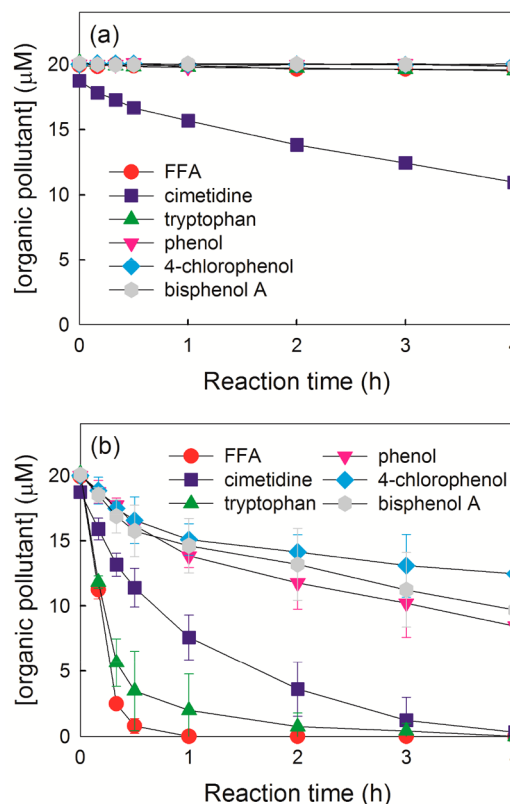 (a)
[organic pollutant] (µM)
20
15
10
5
0
FFA
cimetidine
tryptophan
phenol
4-chlorophenol
bisphenol A
0 1 2 3
Reaction time (h)
(b)
[organic pollutant] (µM)
20
15
10
5
0
FFA phenol
cimetidine 4-chlorophenol
tryptophan bisphenol A
0 1 2 3
Reaction time (h)